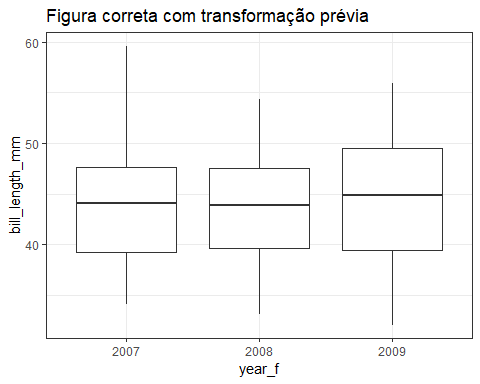 Figura correta com transformação prévia
60
50
40
bill_length_mm
2007 2008 2009
year_f